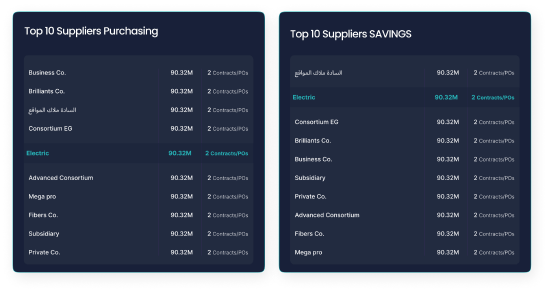 Top 10 Suppliers Purchasing
Business Co. 90.32M 2 Contracts/POs
Brilliants Co. 90.32M 2 Contracts/POs
السادة ملاك المواقع 90.32M 2 Contracts/POs
Consortium EG 90.32M 2 Contracts/POs
Electric 90.32M 2 Contracts/POs
Advanced Consortium 90.32M 2 Contracts/POs
Mega pro 90.32M 2 Contracts/POs
Fibers Co. 90.32M 2 Contracts/POs
Subsidiary 90.32M 2 Contracts/POs
Private Co. 90.32M 2 Contracts/POs
Top 10 Suppliers SAVINGS
السادة ملاك المواقع 90.32M 2 Contracts/POs
Electric 90.32M 2 Contracts/POs
Consortium EG 90.32M 2 Contracts/POs
Brilliants Co. 90.32M 2 Contracts/POs
Business Co. 90.32M 2 Contracts/POs
Subsidiary 90.32M 2 Contracts/POs
Private Co. 90.32M 2 Contracts/POs
Advanced Consortium 90.32M 2 Contracts/POs
Fibers Co. 90.32M 2 Contracts/POs
Mega pro 90.32M 2 Contracts/POs